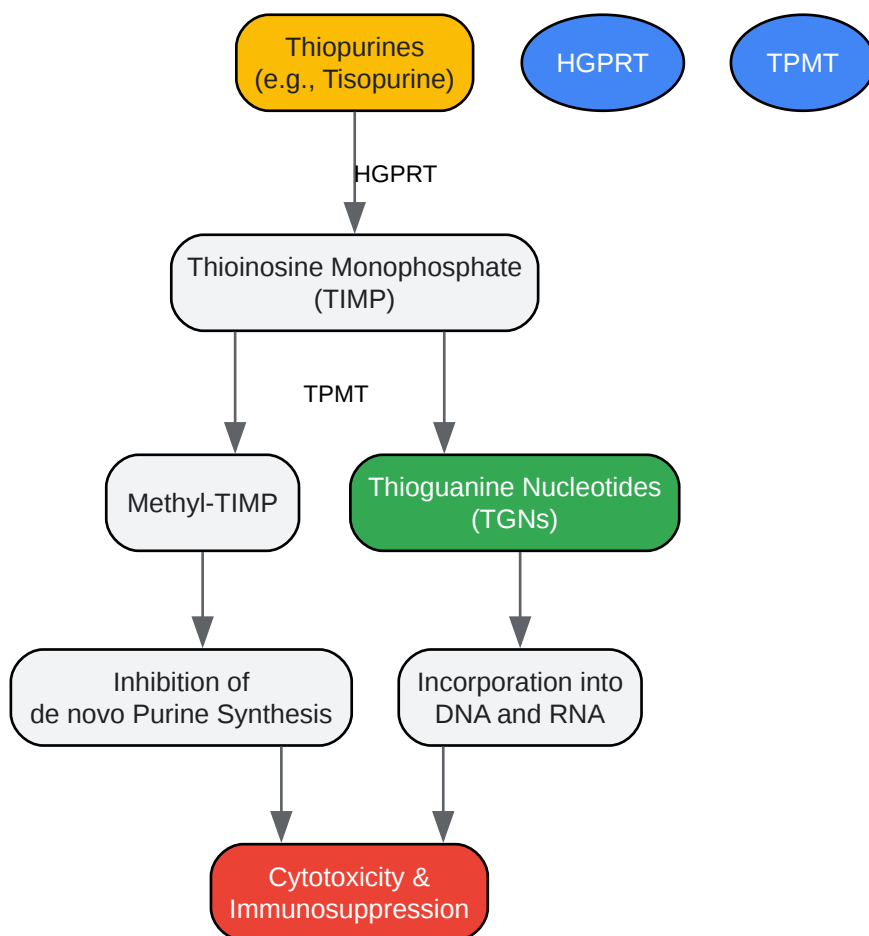 Thiopurines
(e.g., Tisopurine)
HGPRT
TPMT
HGPRT
Thioinosine Monophosphate
(TIMP)
TPMT
Methyl-TIMP
Thioguanine Nucleotides
(TGNs)
Inhibition of
de novo Purine Synthesis
Incorporation into
DNA and RNA
Cytotoxicity &
Immunosuppression